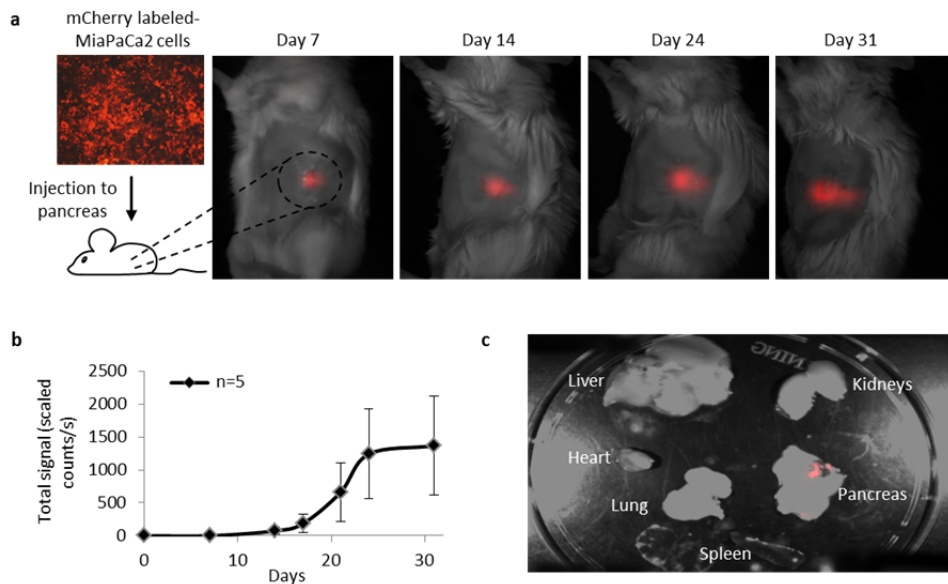 a
mCherry labeled-
MiaPaCa2 cells
Day 7
Day 14
Day 24
Day 31
Injection to
pancreas
b
Total signal (scaled
counts/s)
2500
2000
1500
1000
500
0
n=5
0
10
20
30
Days
c
NING
Liver
Kidneys
Heart
Lung
Pancreas
Spleen